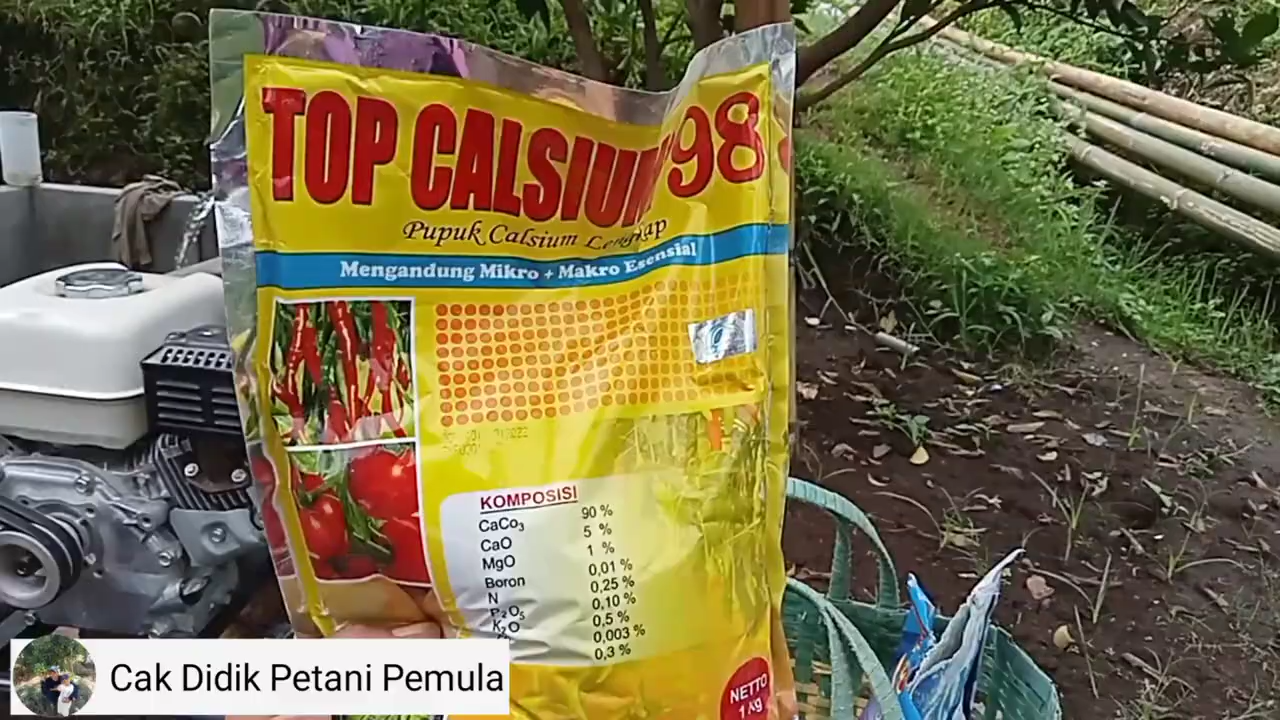 TOP CALSIUM 98
Pupuk Calsium Lengkap
Mengandung Mikro + Makro Esensial
KOMPOSISI
CaCo₃ 90 %
CaO 5 %
MgO 1 %
Boron 0,01 %
N 0,25 %
P₂O₅ 0,10 %
K₂O 0,5 %
0,003 %
0,3 %
NETTO
1 kg
Cak Didik Petani Pemula